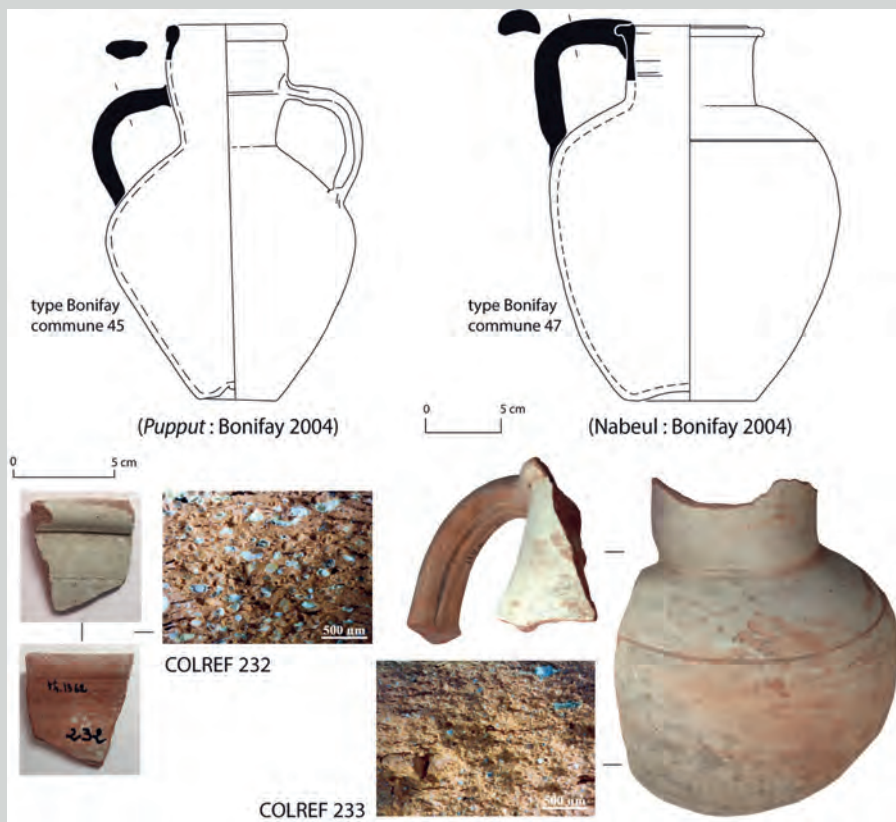 type Bonifay
commune 45
type Bonifay
commune 47
(Pupput : Bonifay 2004)
0 5 cm
(Nabeul : Bonifay 2004)
0 5 cm
500 µm
COLREF 232
232
500 µm
COLREF 233